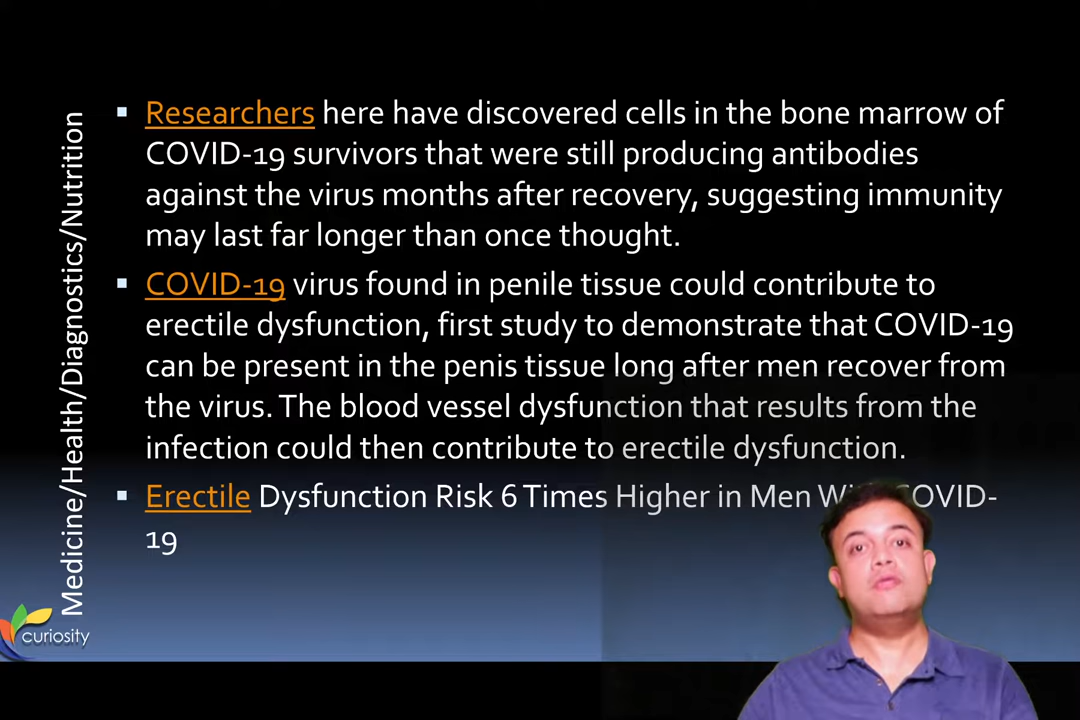 Medicine/Health/Diagnostics/Nutrition
Researchers here have discovered cells in the bone marrow of
COVID-19 survivors that were still producing antibodies
against the virus months after recovery, suggesting immunity
may last far longer than once thought.
COVID-19 virus found in penile tissue could contribute to
erectile dysfunction, first study to demonstrate that COVID-19
can be present in the penis tissue long after men recover from
the virus. The blood vessel dysfunction that results from the
infection could then contribute to erectile dysfunction.
Erectile Dysfunction Risk 6 Times Higher in Men With COVID-
19
curiosity